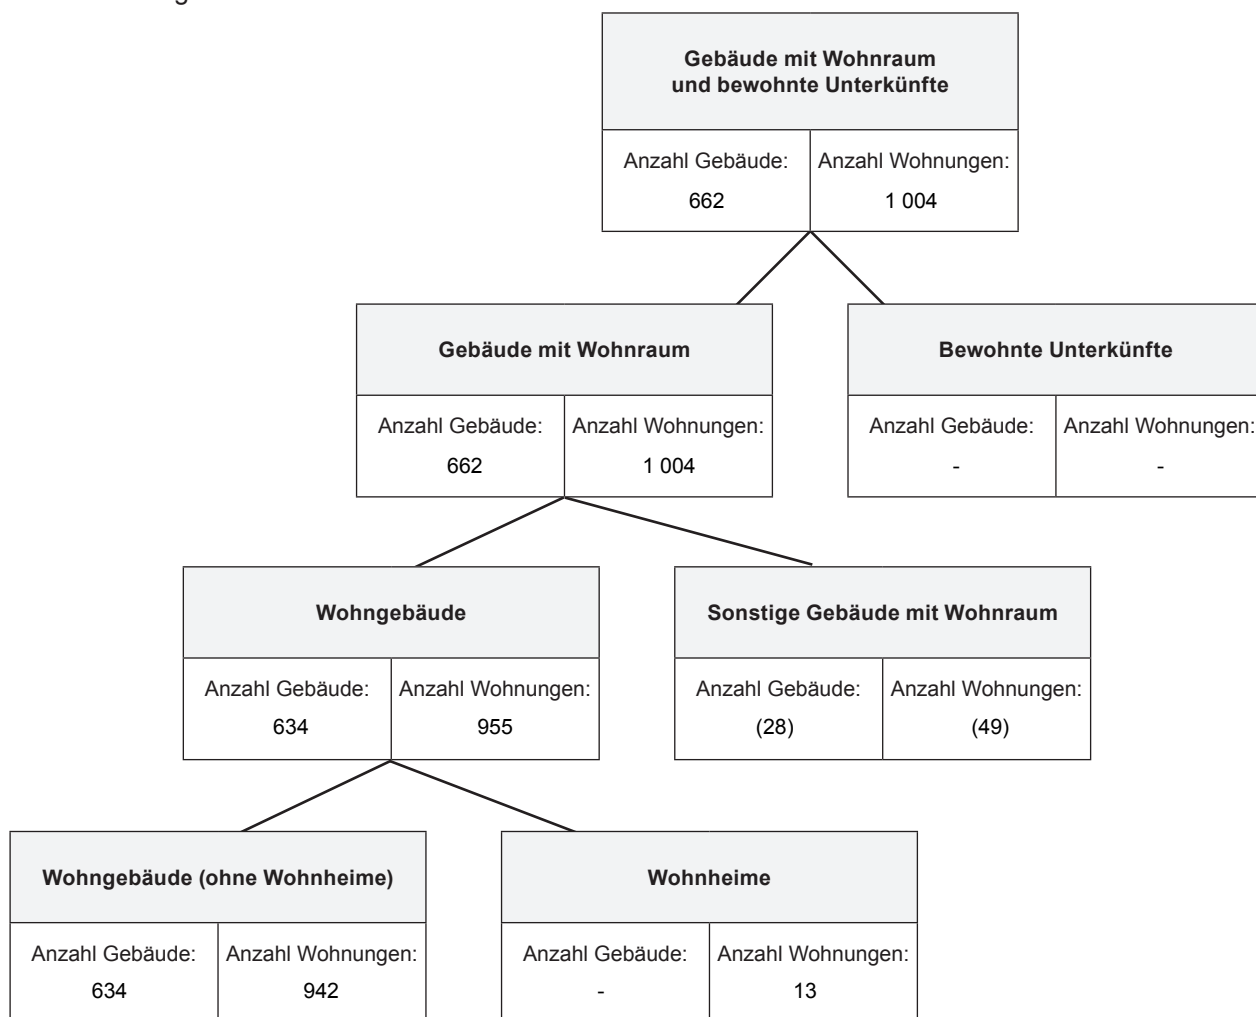 Gebäude mit Wohnraum
und bewohnte Unterkünfte
Anzahl Gebäude: Anzahl Wohnungen:
662 1 004
Gebäude mit Wohnraum
Bewohnte Unterkünfte
Anzahl Gebäude: Anzahl Wohnungen:
662 1 004
Anzahl Gebäude: Anzahl Wohnungen:
- -
Wohngebäude
Sonstige Gebäude mit Wohnraum
Anzahl Gebäude: Anzahl Wohnungen:
634 955
Anzahl Gebäude: Anzahl Wohnungen:
(28) (49)
Wohngebäude (ohne Wohnheime)
Wohnheime
Anzahl Gebäude: Anzahl Wohnungen:
634 942
Anzahl Gebäude: Anzahl Wohnungen:
- 13